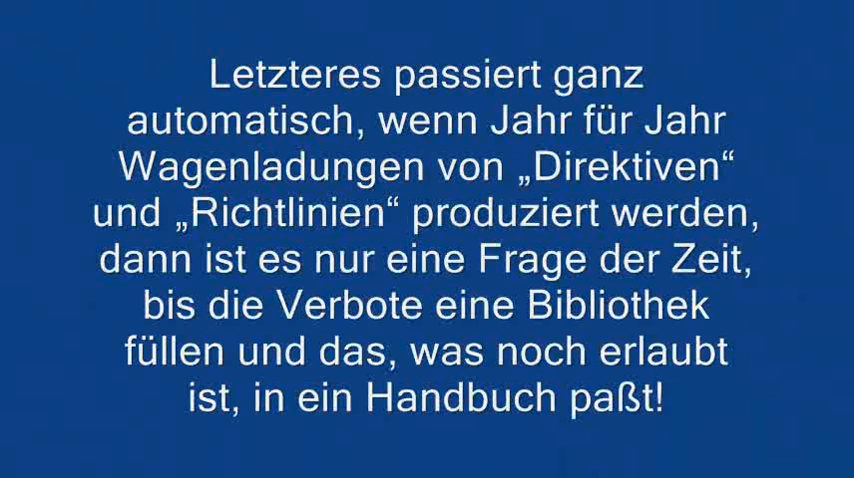 Letzteres passiert ganz
automatisch, wenn Jahr für Jahr
Wagenladungen von „Direktiven“
und „Richtlinien“ produziert werden,
dann ist es nur eine Frage der Zeit,
bis die Verbote eine Bibliothek
füllen und das, was noch erlaubt
ist, in ein Handbuch paßt!